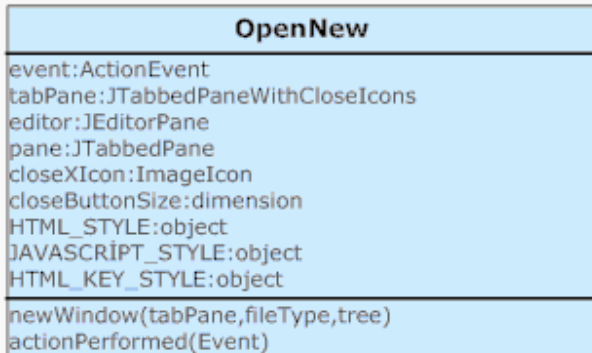 OpenNew
event:ActionEvent
tabPane:JTabbedPaneWithCloseIcons
editor:JEditorPane
pane:JTabbedPane
closeXIcon:ImageIcon
closeButtonSize:dimension
HTML_STYLE:object
JAVASCRİPT_STYLE:object
HTML_KEY_STYLE:object
newWindow(tabPane,fileType,tree)
actionPerformed(Event)